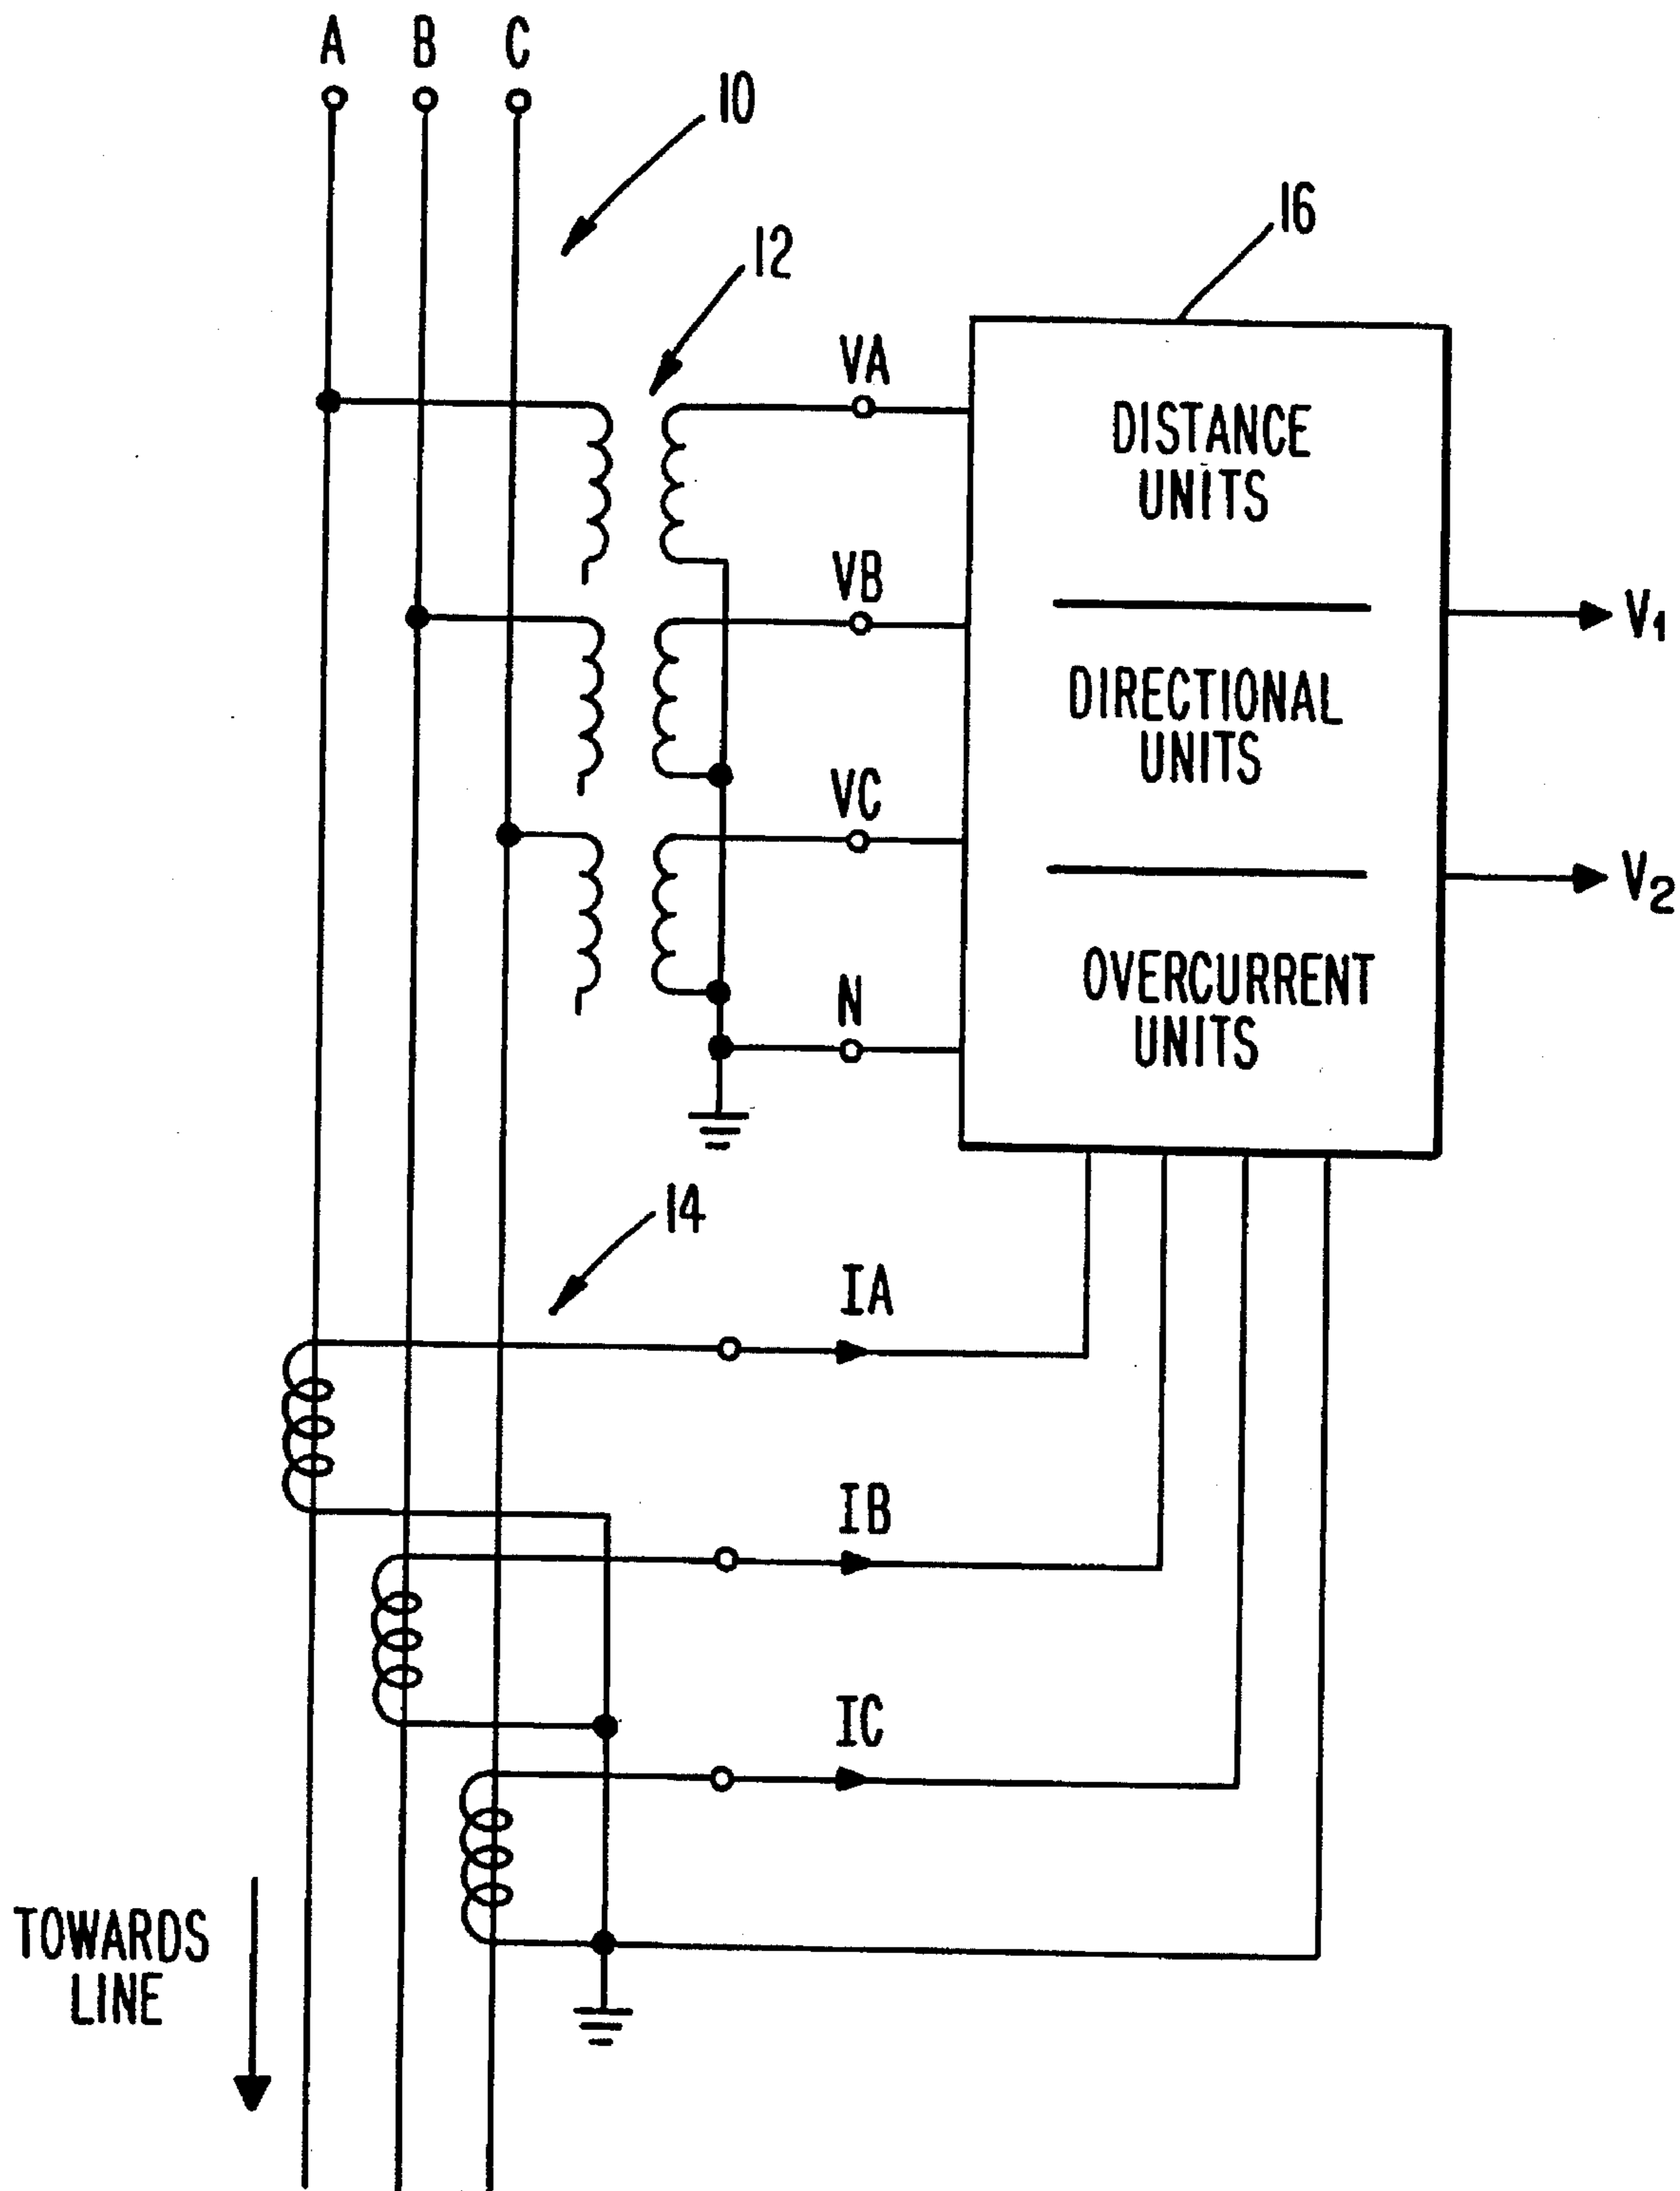 A B C
10
12
16
VA
DISTANCE
UNITS
VB
V1
DIRECTIONAL
UNITS
VC
V2
N
OVERCURRENT
UNITS
14
IA
IB
IC
TOWARDS
LINE